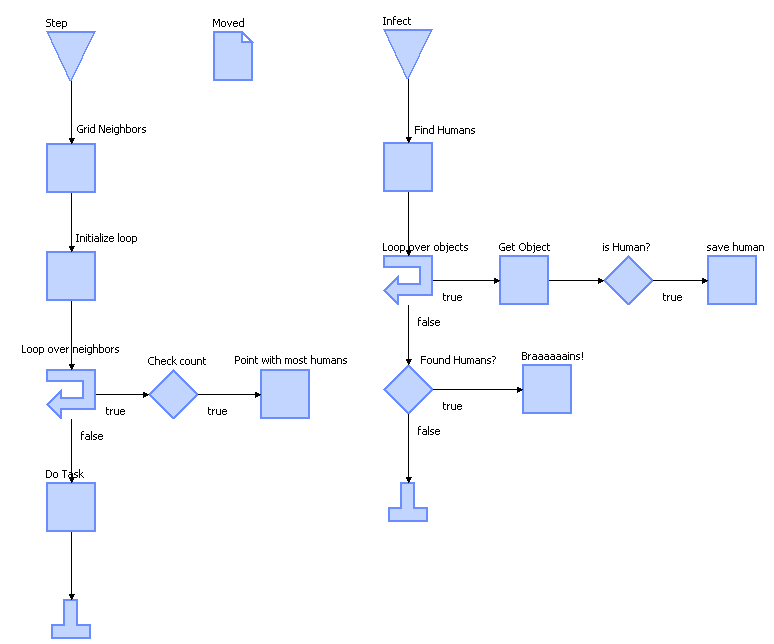 Step
Moved
Infect
Grid Neighbors
Find Humans
Initialize loop
Loop over objects
Get Object
is Human?
save human
true
true
false
Loop over neighbors
Check count
Point with most humans
Found Humans?
Braaaaaains!
true
true
true
false
false
Do Task